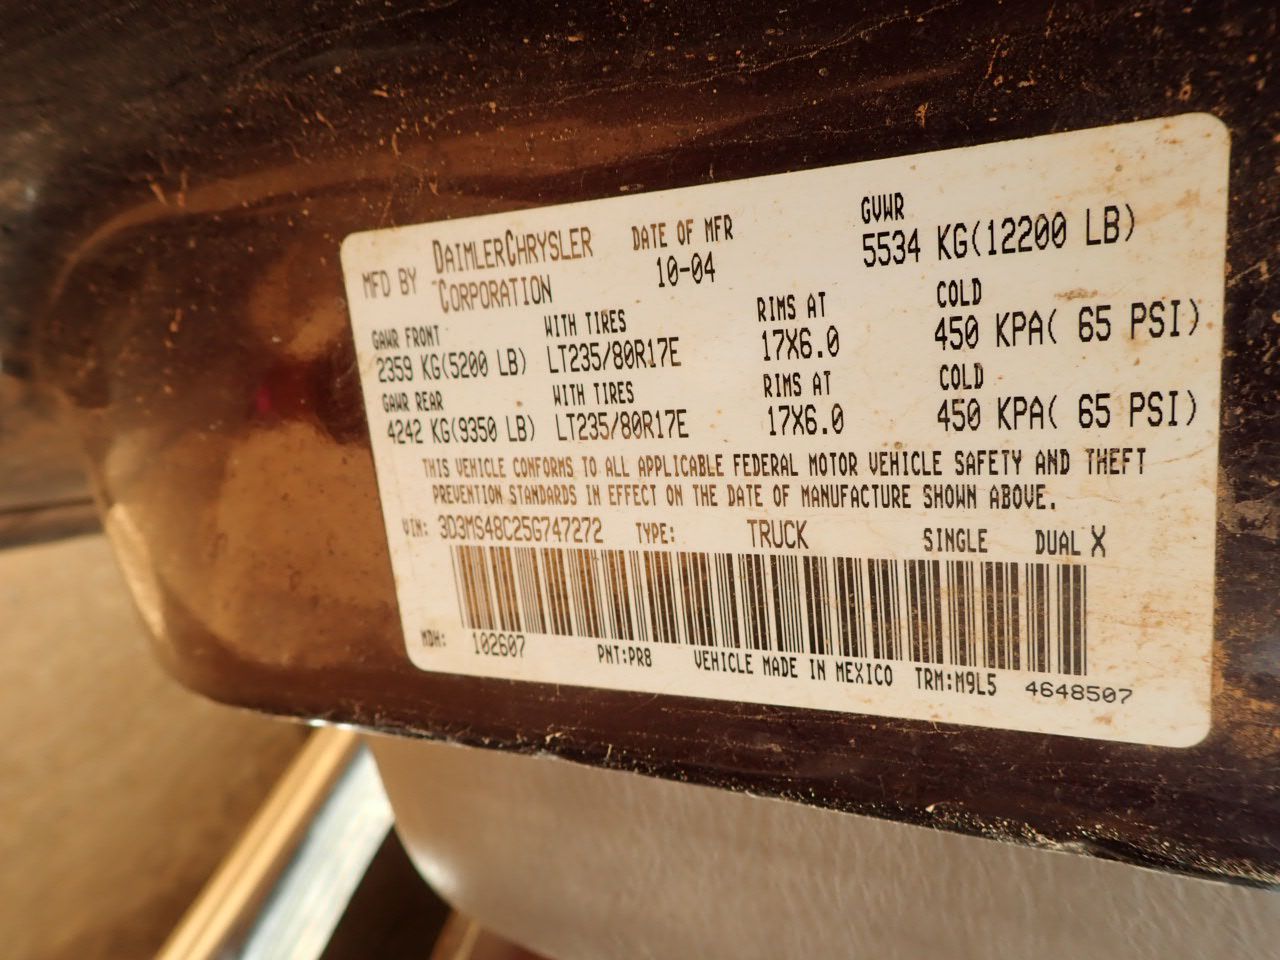 MFD BY DAIMLERCHRYSLER CORPORATION DATE OF MFR 10-04 GVWR 5534 KG(12200 LB)
GAWR FRONT WITH TIRES RIMS AT COLD
2359 KG(5200 LB) LT235/80R17E 17X6.0 450 KPA( 65 PSI)
GAWR REAR WITH TIRES RIMS AT COLD
4242 KG(9350 LB) LT235/80R17E 17X6.0 450 KPA( 65 PSI)
THIS VEHICLE CONFORMS TO ALL APPLICABLE FEDERAL MOTOR VEHICLE SAFETY AND THEFT
PREVENTION STANDARDS IN EFFECT ON THE DATE OF MANUFACTURE SHOWN ABOVE.
VIN: 3D3MS48C25G747272 TYPE: TRUCK SINGLE DUAL X
MDH: 102607 PNT:PR8 VEHICLE MADE IN MEXICO TRM:M9L5 4648507